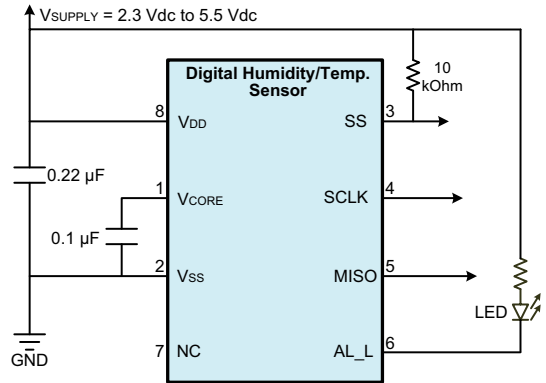 VSUPPLY = 2.3 Vdc to 5.5 Vdc
Digital Humidity/Temp.
Sensor
10
kOhm
8 VDD
SS 3
0.22 µF
1 VCORE
SCLK 4
0.1 µF
2 VSS
MISO 5
LED
GND
7 NC
AL_L 6